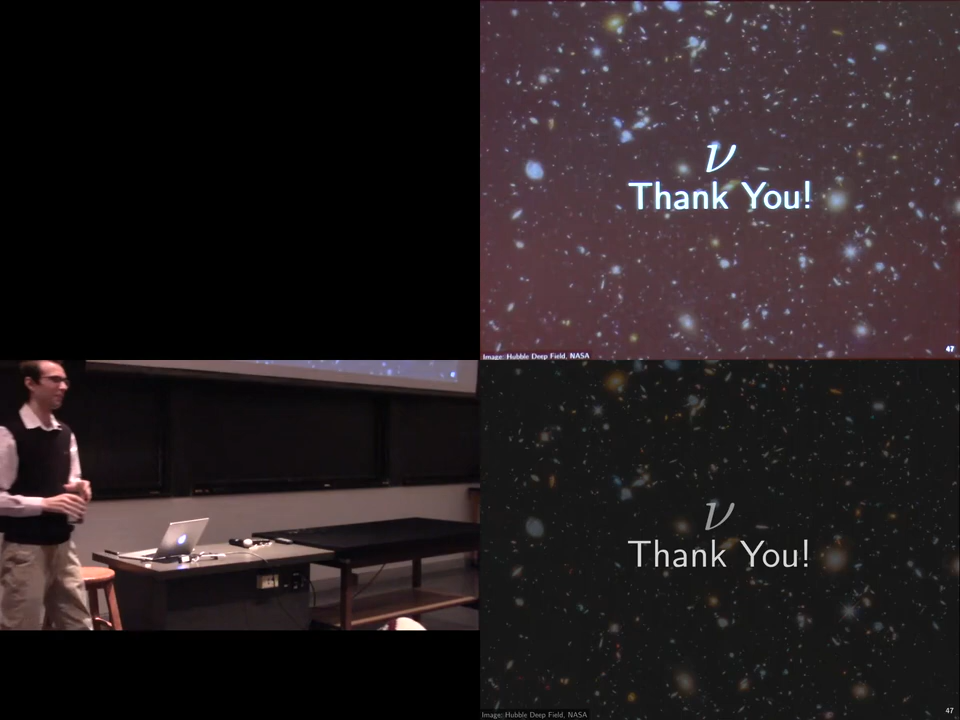 ν
Thank You!
Image: Hubble Deep Field, NASA
47
ν
Thank You!
Image: Hubble Deep Field, NASA
47